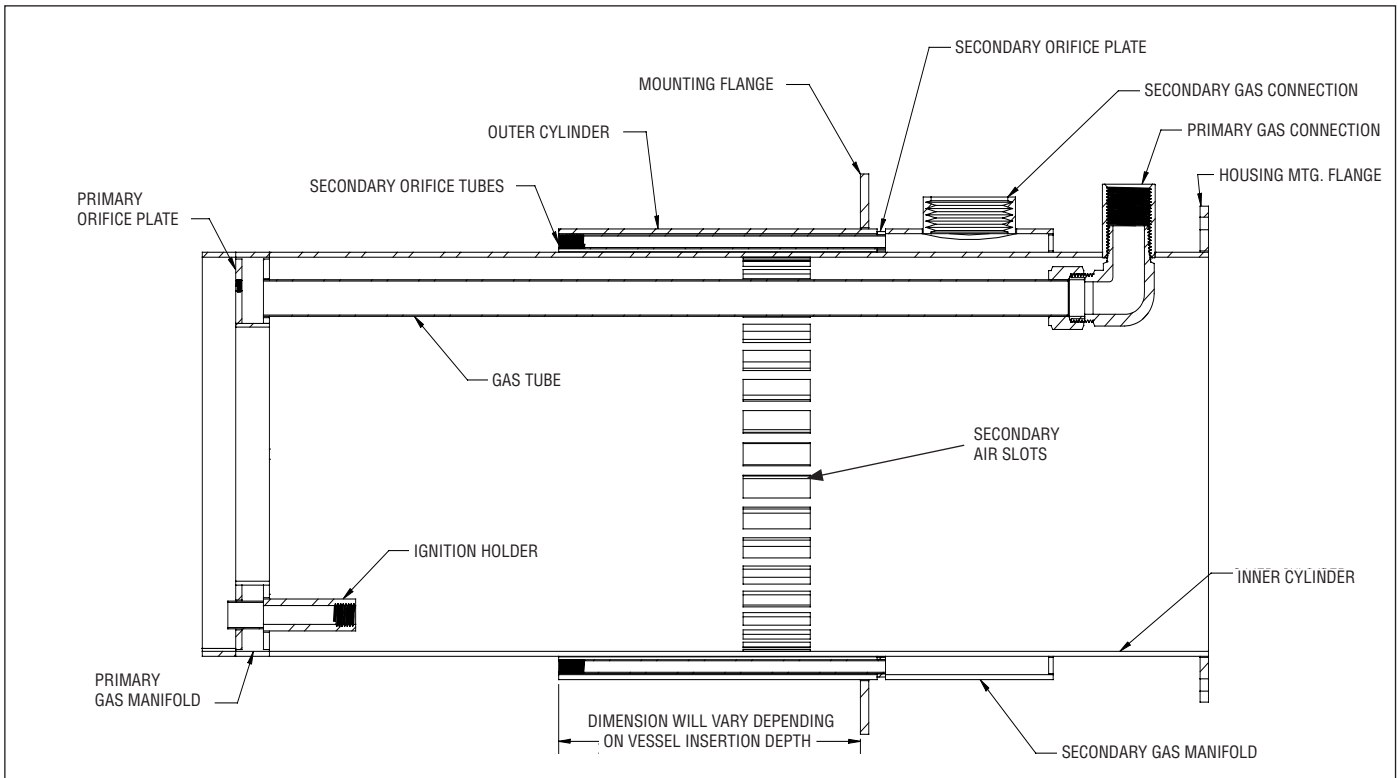 SECONDARY ORIFICE PLATE
MOUNTING FLANGE
SECONDARY GAS CONNECTION
OUTER CYLINDER
PRIMARY GAS CONNECTION
SECONDARY ORIFICE TUBES
HOUSING MTG. FLANGE
PRIMARY
ORIFICE PLATE
GAS TUBE
SECONDARY
AIR SLOTS
IGNITION HOLDER
INNER CYLINDER
PRIMARY
GAS MANIFOLD
DIMENSION WILL VARY DEPENDING
ON VESSEL INSERTION DEPTH
SECONDARY GAS MANIFOLD